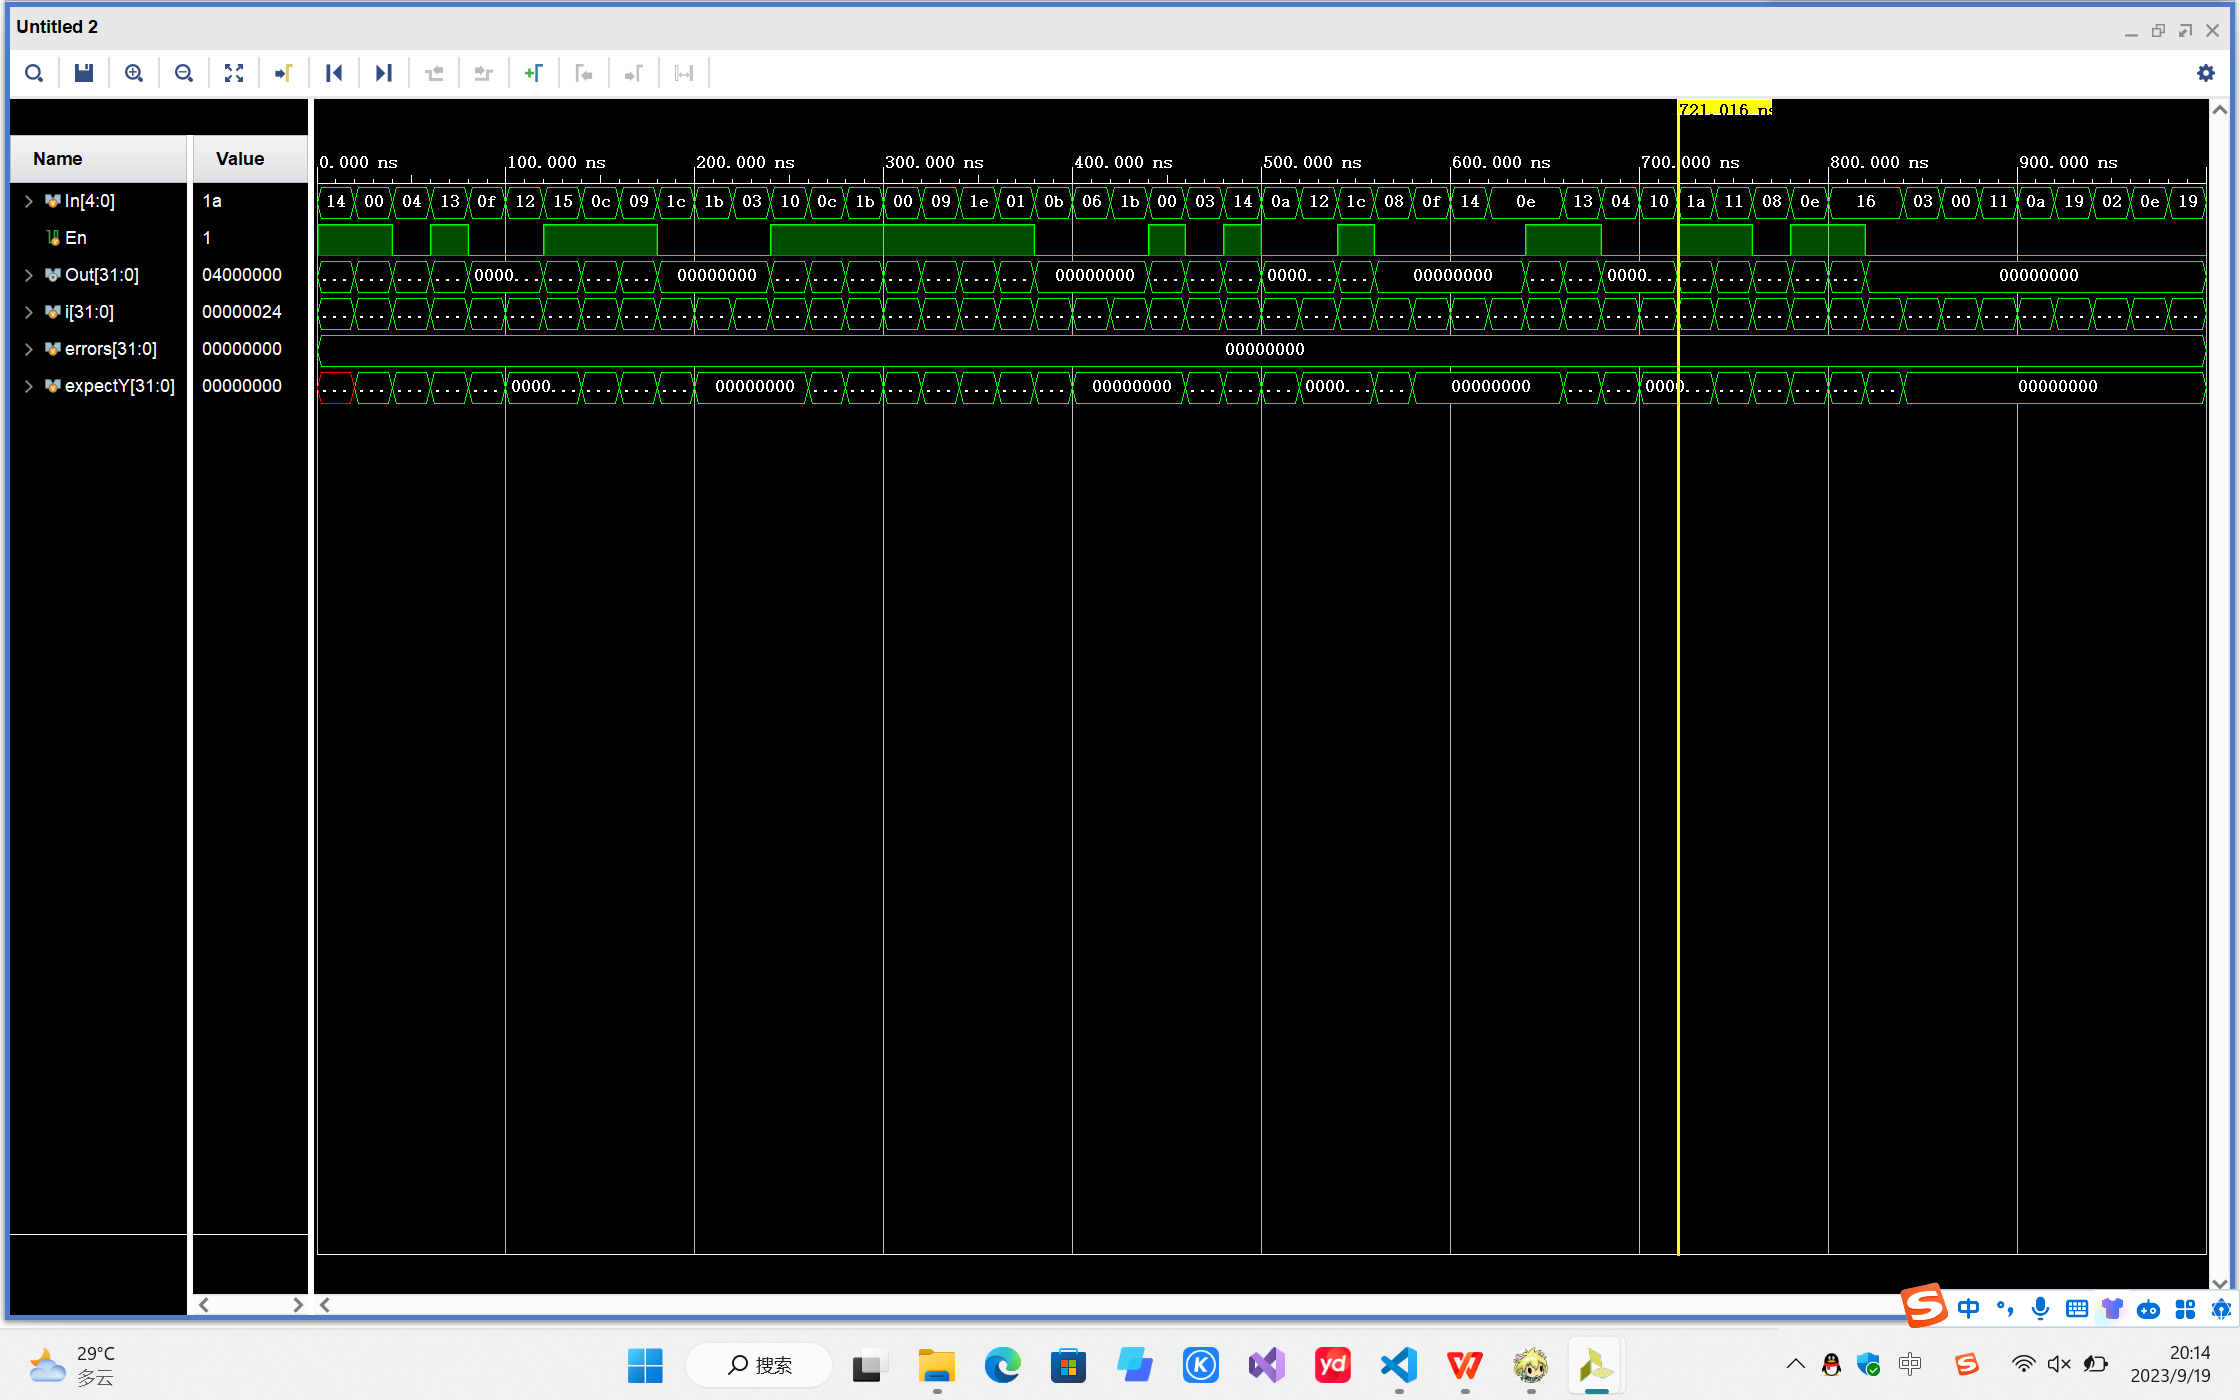 Untitled 2
721.016 ns
Name Value
0.000 ns 100.000 ns 200.000 ns 300.000 ns 400.000 ns 500.000 ns 600.000 ns 700.000 ns 800.000 ns 900.000 ns
In[4:0] 1a 14 00 04 13 0f 12 15 0c 09 1c 1b 03 10 0c 1b 00 09 1e 01 0b 06 1b 00 03 14 0a 12 1c 08 0f 14 0e 13 04 10 1a 11 08 0e 16 03 00 11 0a 19 02 0e 19
En 1
Out[31:0] 04000000 ... ... ... ... 0000... ... ... ... 00000000 ... ... ... ... ... ... ... 00000000 ... ... ... 0000... ... 00000000 ... ... 0000... ... ... ... ... ... 00000000
i[31:0] 00000024 ... ... ... ... ... ... ... ... ... ... ... ... ... ... ... ... ... ... ... ... ... ... ... ... ... ... ... ... ... ... ... ... ... ... ... ... ... ... ... ... ... ... ... ... ... ... ... ... ... ...
errors[31:0] 00000000 00000000
expectY[31:0] 00000000 ... ... ... ... ... 0000... ... ... ... 00000000 ... ... ... ... ... ... ... 00000000 ... ... ... 0000... ... 00000000 ... ... 0000... ... ... ... ... ... 00000000
中
29°C
多云
搜索
yd
中
20:14
2023/9/19